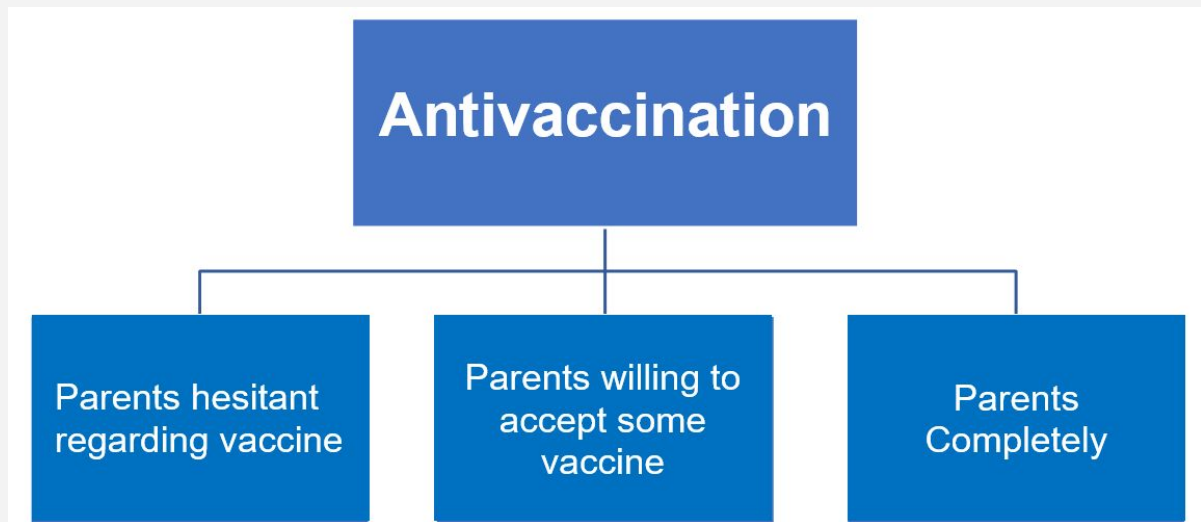 Antivaccination
Parents hesitant
regarding vaccine
Parents willing to
accept some
vaccine
Parents
Completely